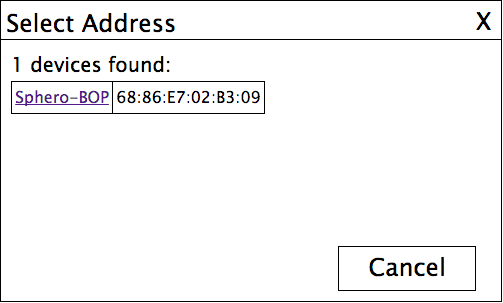 Select Address X
1 devices found:
Sphero-BOP 68:86:E7:02:B3:09
Cancel